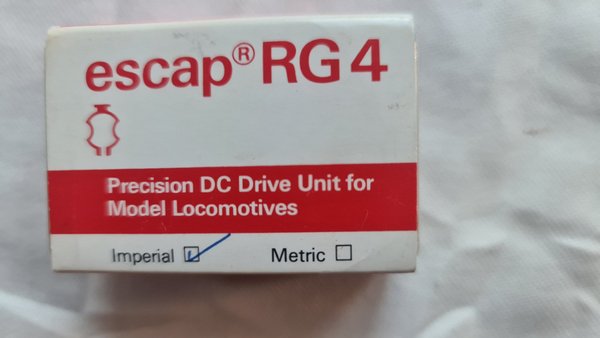 escap® RG 4
Precision DC Drive Unit for
Model Locomotives
Imperial ☑ Metric ☐